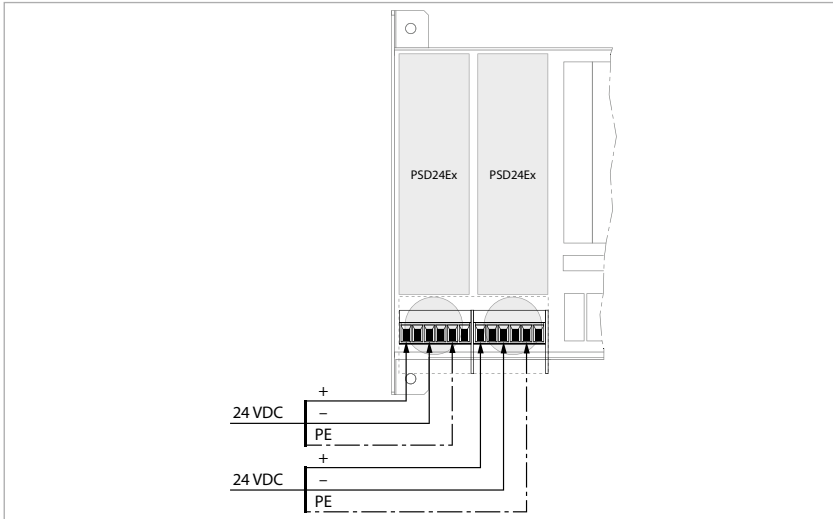 PSD24Ex PSD24Ex
+
24 VDC –
PE
+
24 VDC –
PE